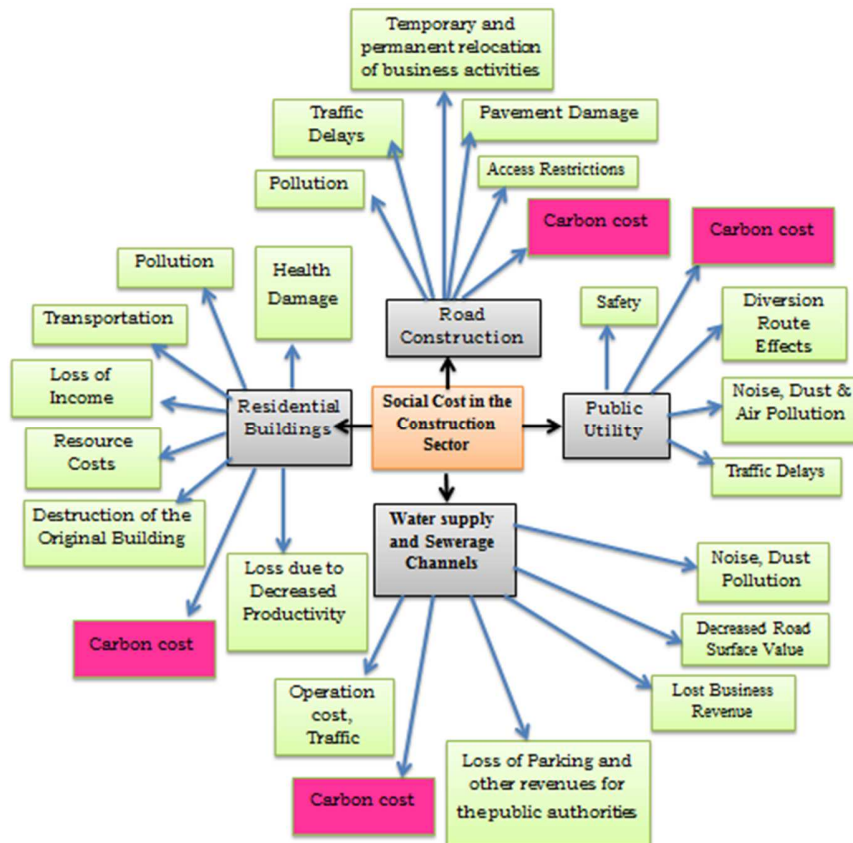 Temporary and
permanent relocation
of business activities
Traffic
Delays
Pavement Damage
Pollution
Access Restrictions
Carbon cost
Carbon cost
Pollution
Health
Damage
Transportation
Road
Construction
Safety
Diversion
Route
Effects
Loss of
Income
Residential
Buildings
Social Cost in the
Construction
Sector
Public
Utility
Noise, Dust &
Air Pollution
Resource
Costs
Traffic Delays
Destruction of the
Original Building
Water supply
and Sewerage
Channels
Loss due to
Decreased
Productivity
Noise, Dust
Pollution
Carbon cost
Decreased Road
Surface Value
Operation
cost,
Traffic
Lost Business
Revenue
Carbon cost
Loss of Parking and
other revenues for
the public authorities